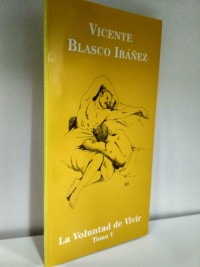 VICENTE
BLASCO IBÁÑEZ
La Voluntad de Vivir
Tomo V